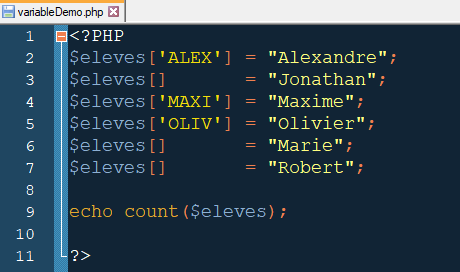 variableDemo.php
1 <?PHP
2 $eleves['ALEX'] = "Alexandre";
3 $eleves[]       = "Jonathan";
4 $eleves['MAXI'] = "Maxime";
5 $eleves['OLIV'] = "Olivier";
6 $eleves[]       = "Marie";
7 $eleves[]       = "Robert";
8
9 echo count($eleves);
10
11 ?>